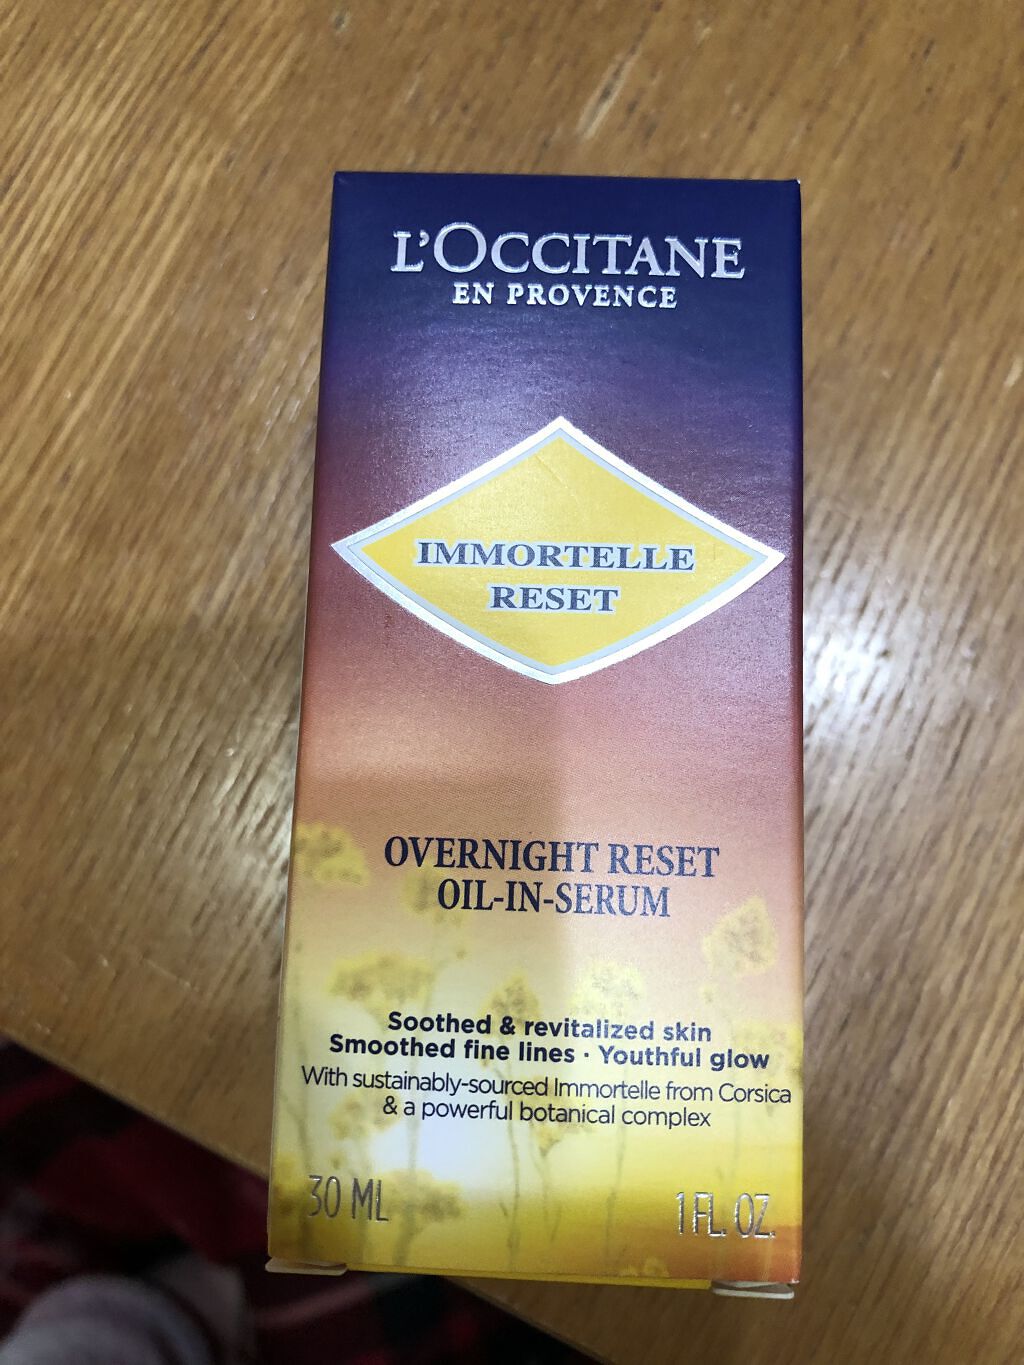 L'OCCITANE
EN PROVENCE
IMMORTELLE
RESET
OVERNIGHT RESET
OIL-IN-SERUM
Soothed & revitalized skin
Smoothed fine lines · Youthful glow
With sustainably-sourced Immortelle from Corsica
& a powerful botanical complex
30 ML 1 FL. OZ.